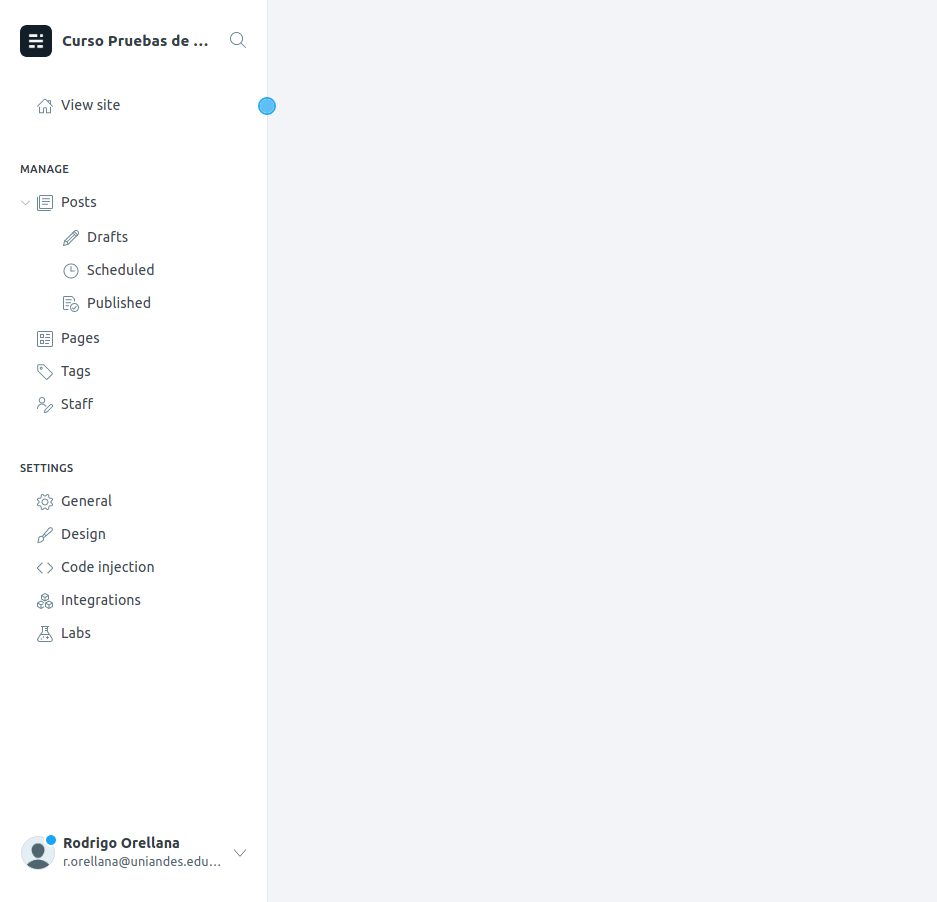 Curso Pruebas de ...
View site
MANAGE
Posts
Drafts
Scheduled
Published
Pages
Tags
Staff
SETTINGS
General
Design
Code injection
Integrations
Labs
Rodrigo Orellana
r.orellana@uniandes.edu...